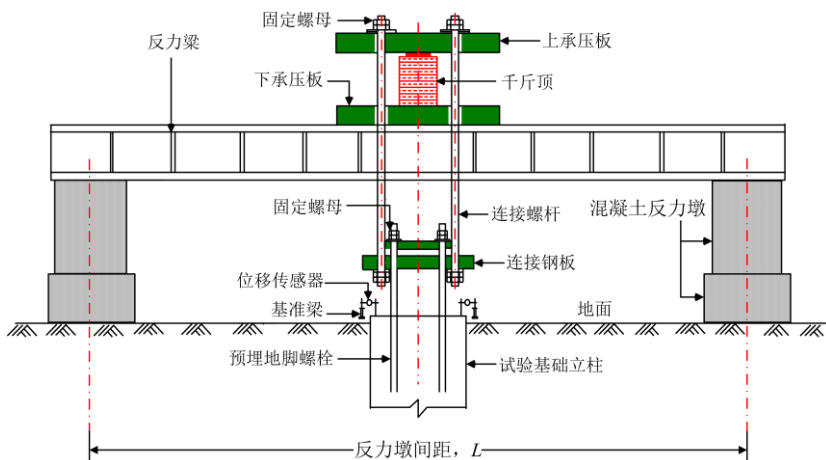 固定螺母
上承压板
反力梁
下承压板
千斤顶
固定螺母
连接螺杆
混凝土反力墩
连接钢板
位移传感器
基准梁
地面
预埋地脚螺栓
试验基础立柱
反力墩间距，L